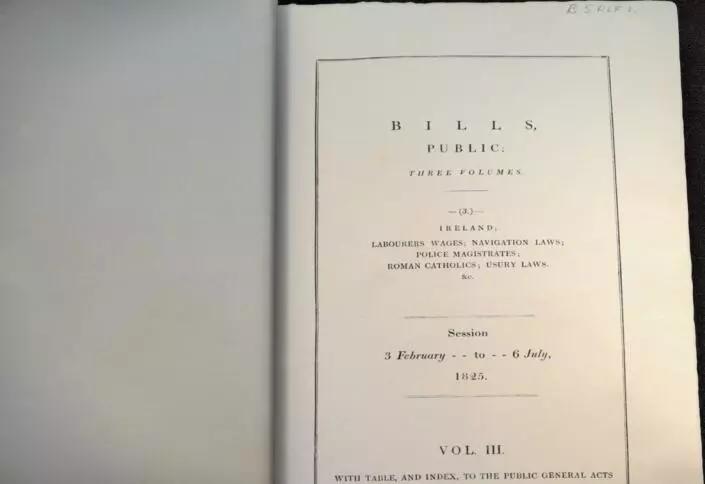 B I L L S,
PUBLIC:
THREE VOLUMES.
—(3.)—
IRELAND;
LABOURERS WAGES; NAVIGATION LAWS;
POLICE MAGISTRATES;
ROMAN CATHOLICS; USURY LAWS.
&c.
Session
3 February - - to - - 6 July,
1825.
VOL. III.
WITH TABLE, AND INDEX, TO THE PUBLIC GENERAL ACTS